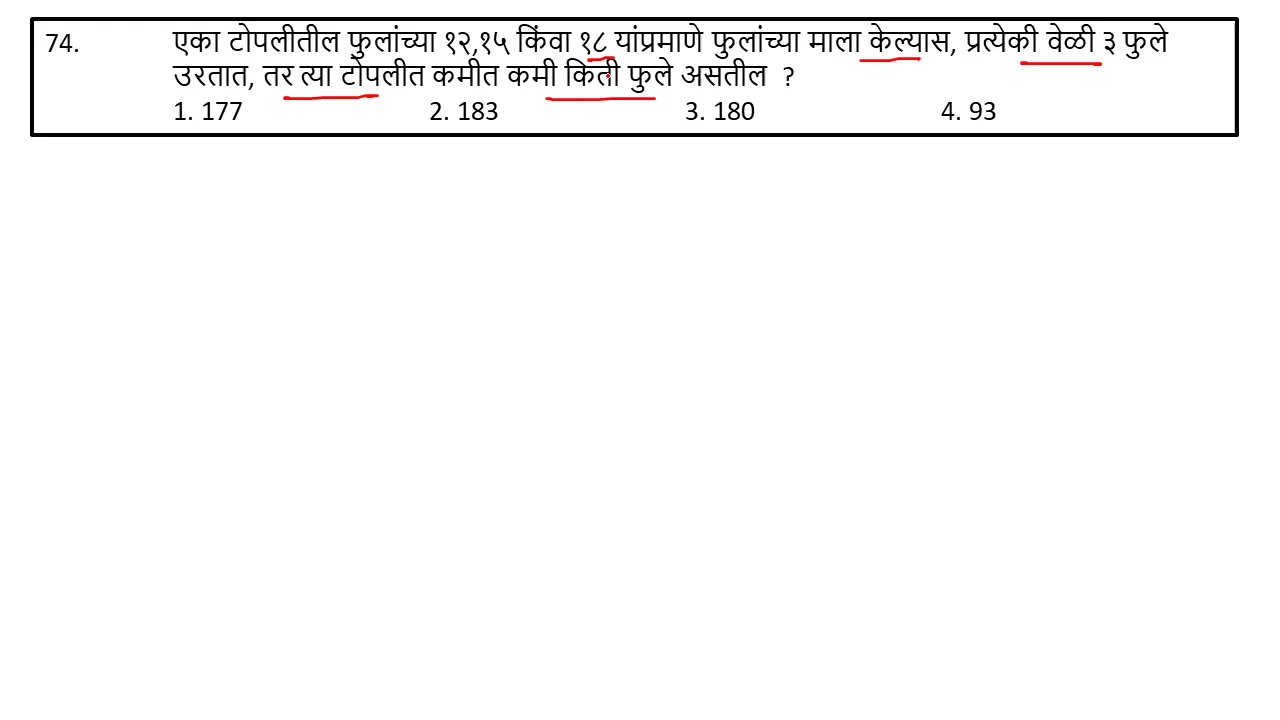 74. एका टोपलीतील फुलांच्या १२,१५ किंवा १८ यांप्रमाणे फुलांच्या माला केल्यास, प्रत्येकी वेळी ३ फुले
उरतात, तर त्या टोपलीत कमीत कमी किती फुले असतील ?
1. 177 2. 183 3. 180 4. 93